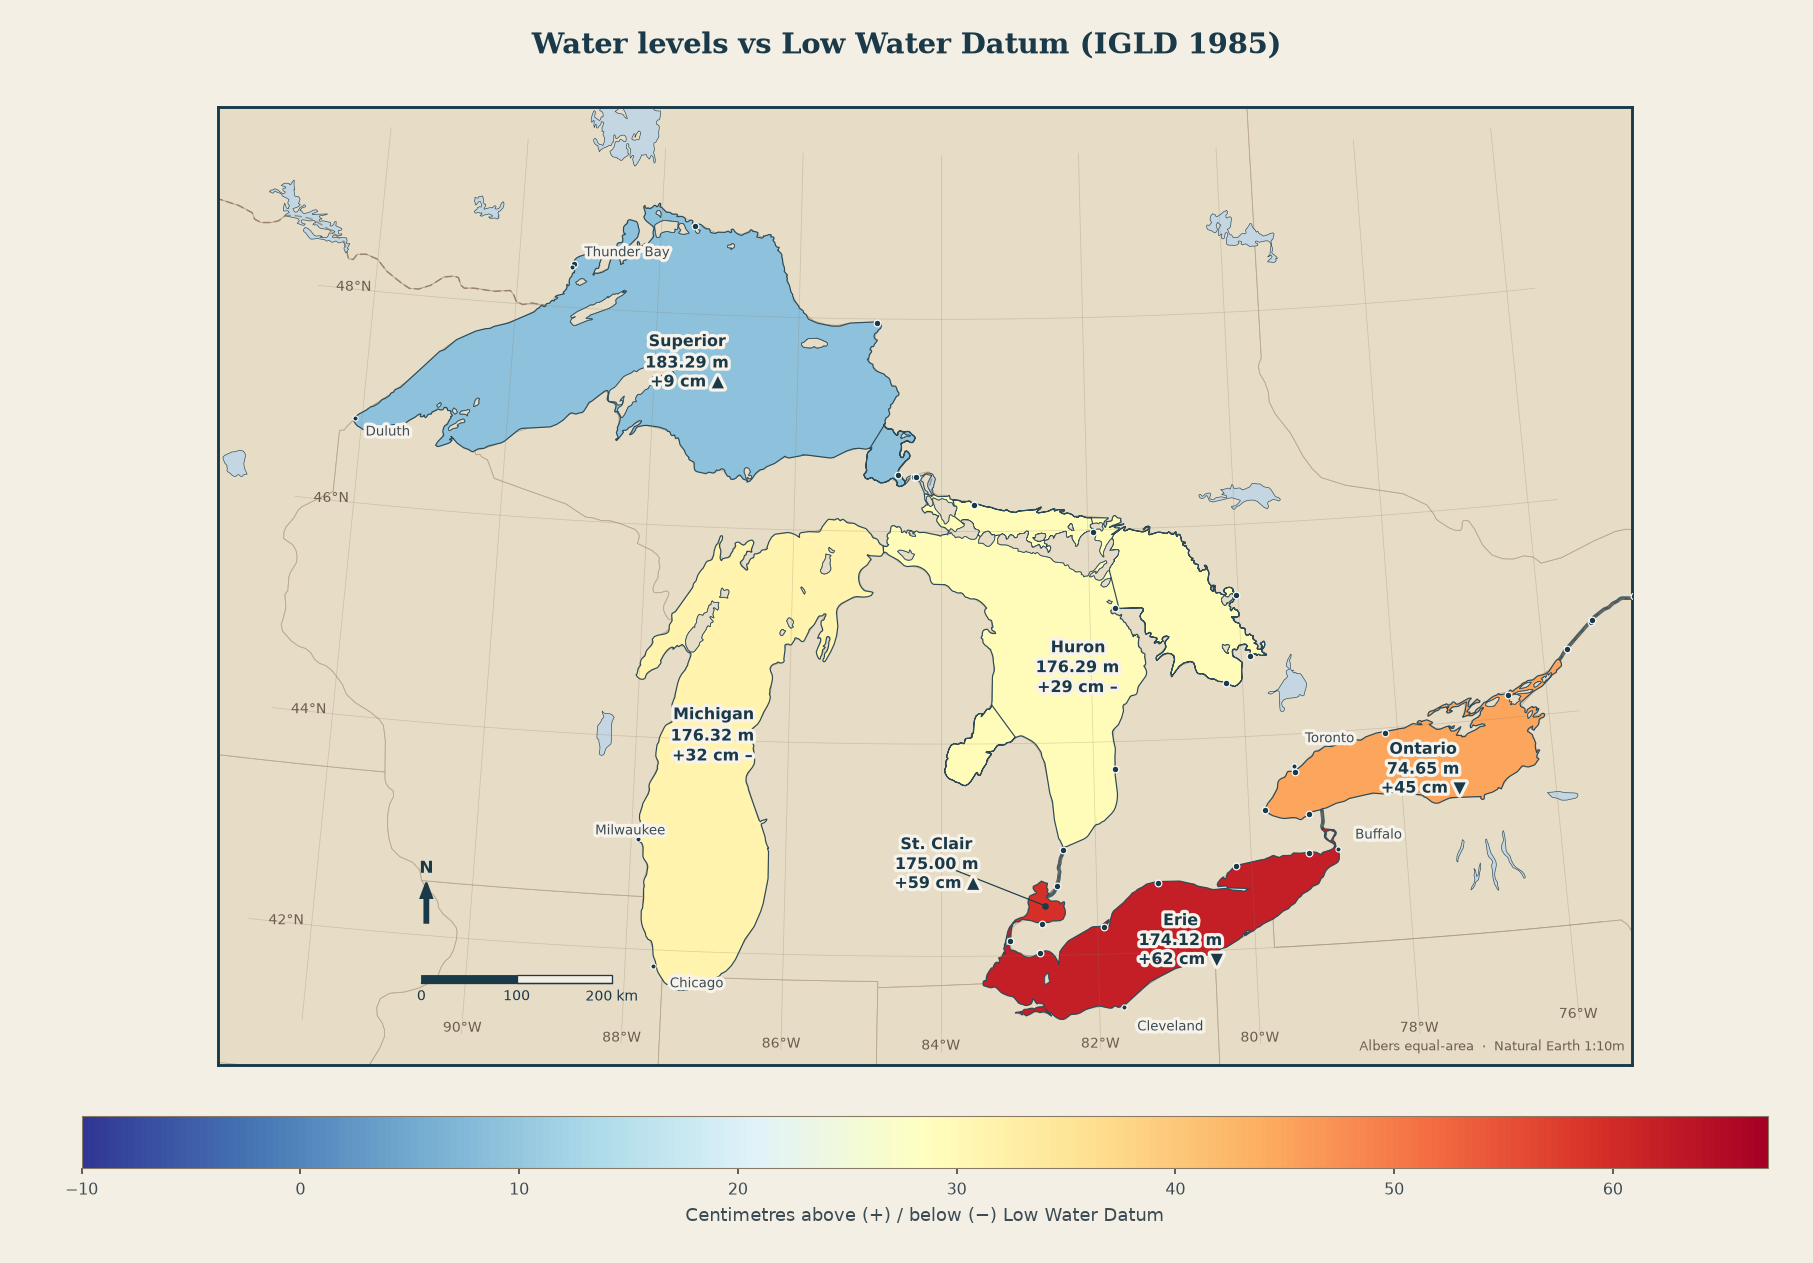 Water levels vs Low Water Datum (IGLD 1985)
Thunder Bay
48°N
Superior
183.29 m
+9 cm ▲
Duluth
46°N
Huron
176.29 m
+29 cm –
44°N
Michigan
176.32 m
+32 cm –
Toronto
Ontario
74.65 m
+45 cm ▼
Milwaukee
Buffalo
St. Clair
175.00 m
+59 cm ▲
N
42°N
Erie
174.12 m
+62 cm ▼
Chicago
0 100 200 km
Cleveland
90°W 88°W 86°W 84°W 82°W 80°W 78°W 76°W
Albers equal-area · Natural Earth 1:10m
−10 0 10 20 30 40 50 60
Centimetres above (+) / below (−) Low Water Datum